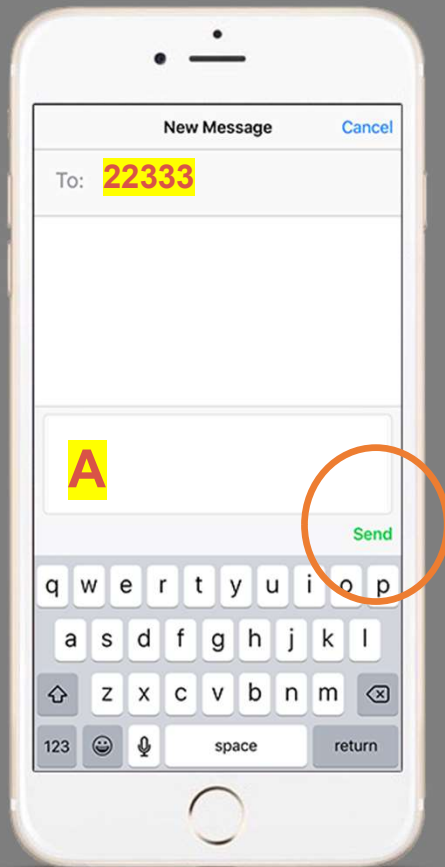 New Message Cancel
To: 22333
A
Send
q w e r t y u i o p
a s d f g h j k l
z x c v b n m
123 space return